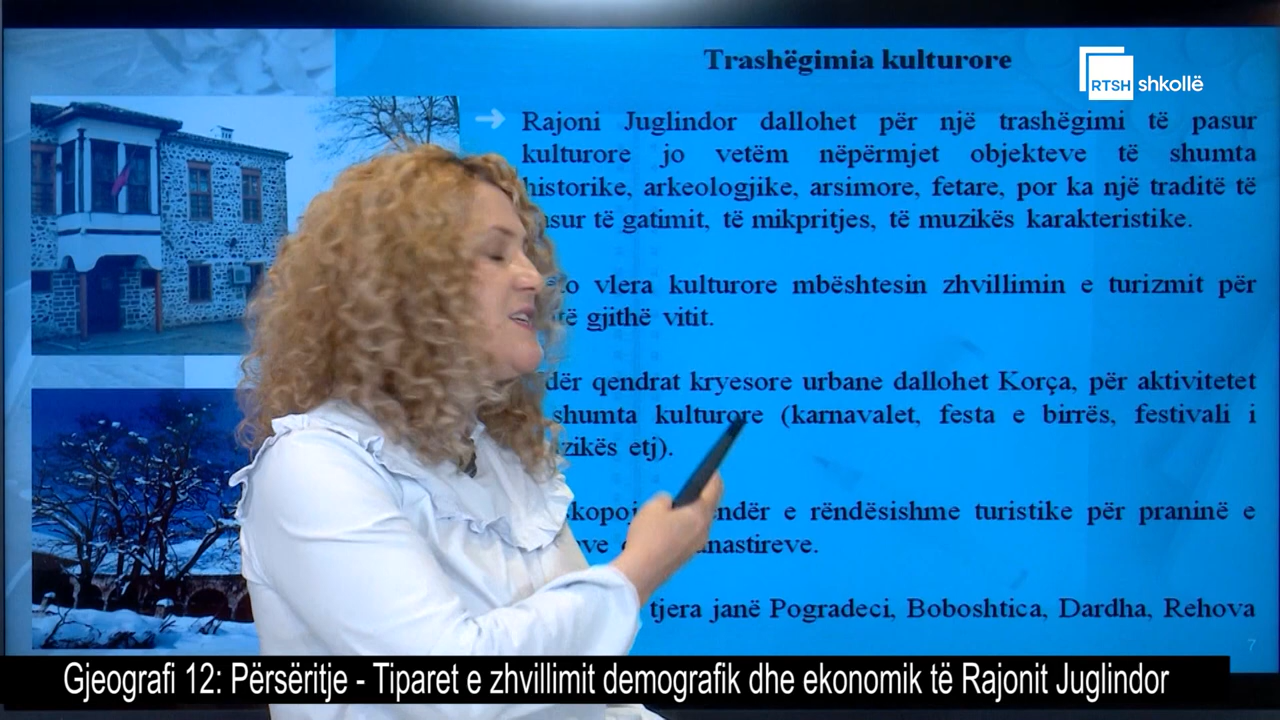 Trashëgimia kulturore
RTSH shkollë
Rajoni Juglindor dallohet për një trashëgimi të pasur
kulturore jo vetëm nëpërmjet objekteve të shumta
historike, arkeologjike, arsimore, fetare, por ka një traditë të
të gatimit, të mikpritjes, të muzikës karakteristike.
vlera kulturore mbështesin zhvillimin e turizmit për
të gjithë vitit.
qendrat kryesore urbane dallohet Korça, për aktivitetet
shumta kulturore (karnavalet, festa e birrës, festivali i
etj).
e rëndësishme turistike për praninë e
tjera janë Pogradeci, Boboshtica, Dardha, Rehova
7
Gjeografi 12: Përsëritje - Tiparet e zhvillimit demografik dhe ekonomik të Rajonit Juglindor